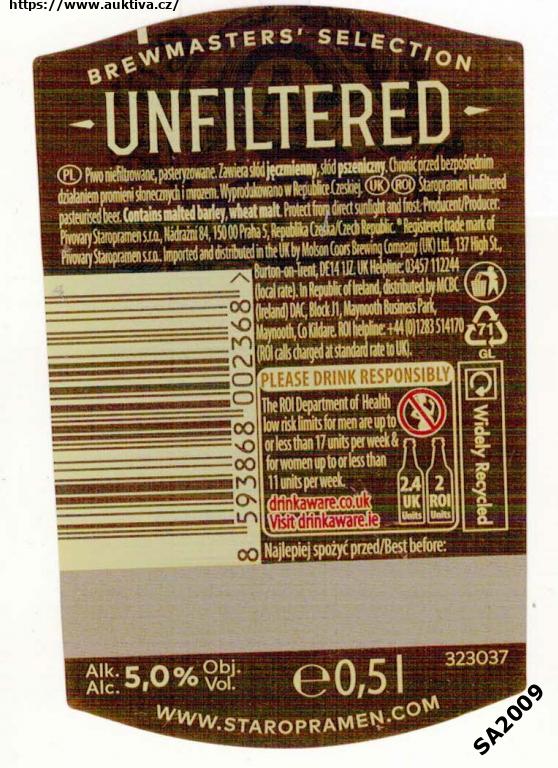 https://www.auktiva.cz/
BREWMASTERS' SELECTION
UNFILTERED
PL Piwo niefiltrowane, pasteryzowane. Zawiera słód jęczmienny, słód pszeniczny. Chronić przed bezpośrednim
działaniem promieni słonecznych i mrozem. Wyprodukowano w Republice Czeskiej. UK ROI Staropramen Unfiltered
pasteurised beer. Contains malted barley, wheat malt. Protect from direct sunlight and frost. Producent/Producer:
Pivovary Staropramen s.r.o., Nádražní 84, 150 00 Praha 5, Republika Czeska/Czech Republic. * Registered trade mark of
Pivovary Staropramen s.r.o. Imported and distributed in the UK by Molson Coors Brewing Company (UK) Ltd., 137 High St.,
Burton-on-Trent, DE14 1JZ. UK Helpline: 03457 112244
(local rate). In Republic of Ireland, distributed by MCBC
(Ireland) DAC, Block J1, Maynooth Business Park,
Maynooth, Co Kildare. ROI helpline: +44 (0)1283 514170
(ROI calls charged at standard rate to UK).
71
GL
8 593868 002368 >
PLEASE DRINK RESPONSIBLY
The ROI Department of Health
low risk limits for men are up to
or less than 17 units per week &
for women up to or less than
11 units per week.
drinkaware.co.uk
Visit drinkaware.ie
2.4 UK Units
2 ROI Units
Widely Recycled
Najlepiej spożyć przed/Best before:
323037
Alk. 5,0% Obj.
Alc. Vol.
℮0,5 l
WWW.STAROPRAMEN.COM
SA2009